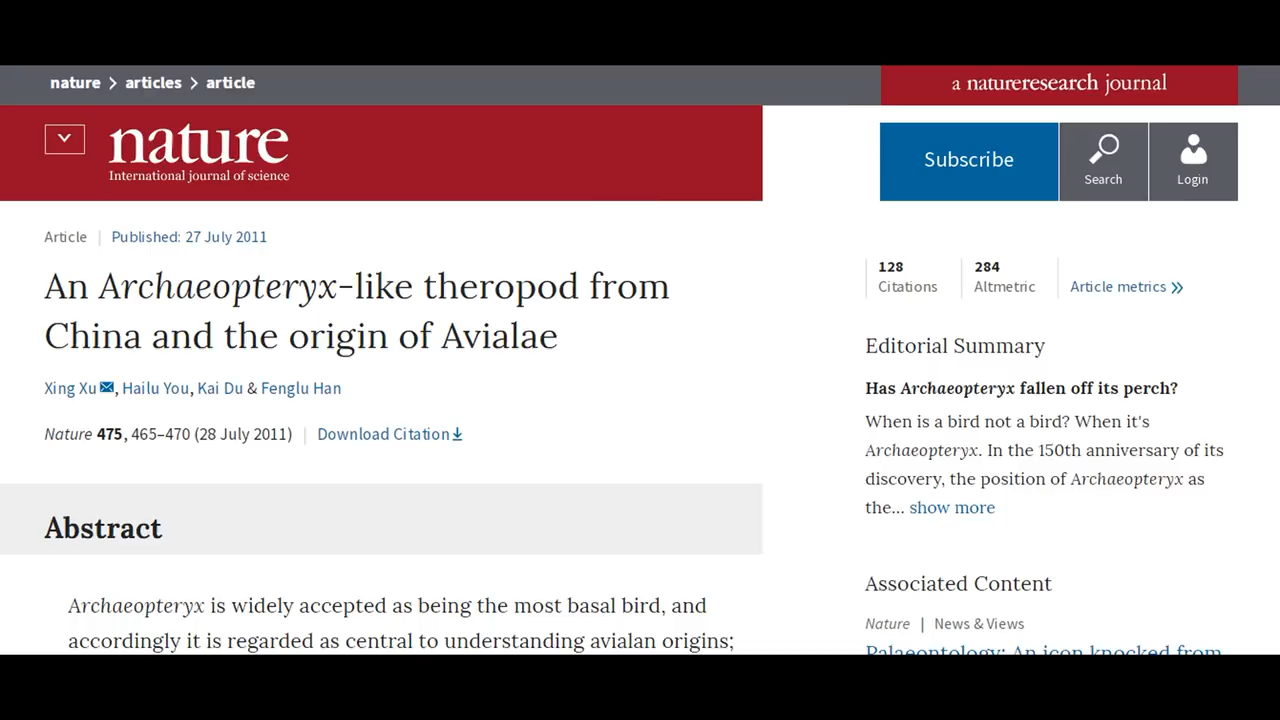 nature > articles > article
a natureresearch journal
nature
International journal of science
Subscribe
Search
Login
Article | Published: 27 July 2011
An Archaeopteryx-like theropod from
China and the origin of Avialae
Xing Xu, Hailu You, Kai Du & Fenglu Han
Nature 475, 465–470 (28 July 2011) | Download Citation
Abstract
Archaeopteryx is widely accepted as being the most basal bird, and
accordingly it is regarded as central to understanding avialan origins;
128
Citations
284
Altmetric
Article metrics »
Editorial Summary
Has Archaeopteryx fallen off its perch?
When is a bird not a bird? When it's
Archaeopteryx. In the 150th anniversary of its
discovery, the position of Archaeopteryx as
the... show more
Associated Content
Nature | News & Views
Palaeontology: An icon knocked from